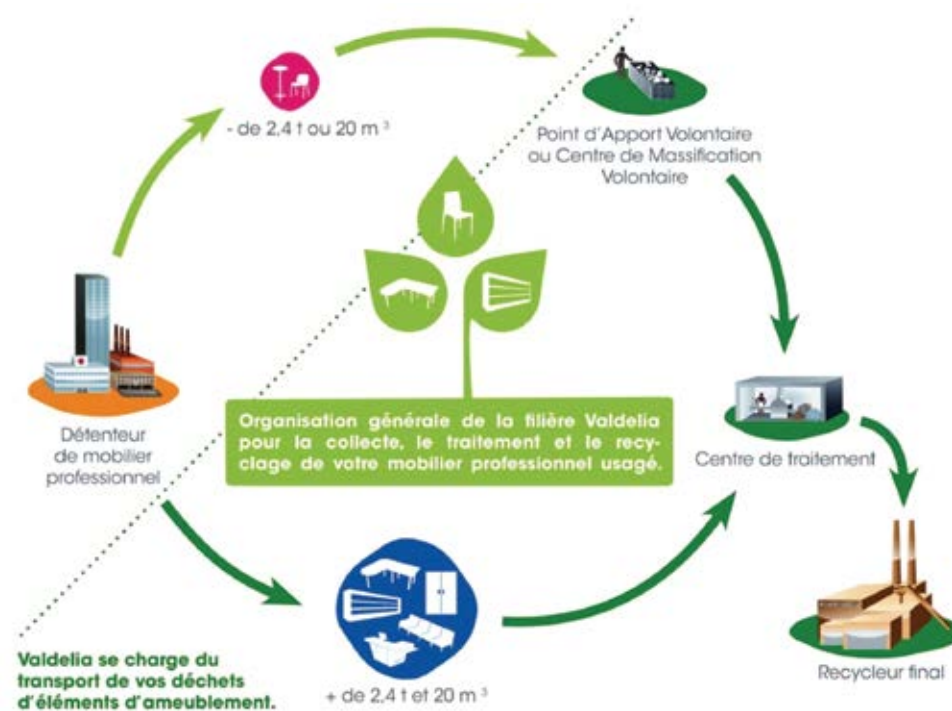 - de 2,4 t ou 20 m ³
Point d'Apport Volontaire
ou Centre de Massification
Volontaire
Détenteur
de mobilier
professionnel
Organisation générale de la filière Valdelia
pour la collecte, le traitement et le recy-
clage de votre mobilier professionnel usagé.
Centre de traitement
Valdelia se charge du
transport de vos déchets
d'éléments d'ameublement.
+ de 2,4 t et 20 m ³
Recycleur final